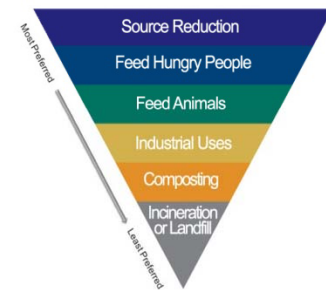 Most Preferred
Source Reduction
Feed Hungry People
Feed Animals
Industrial Uses
Composting
Incineration
or Landfill
Least Preferred